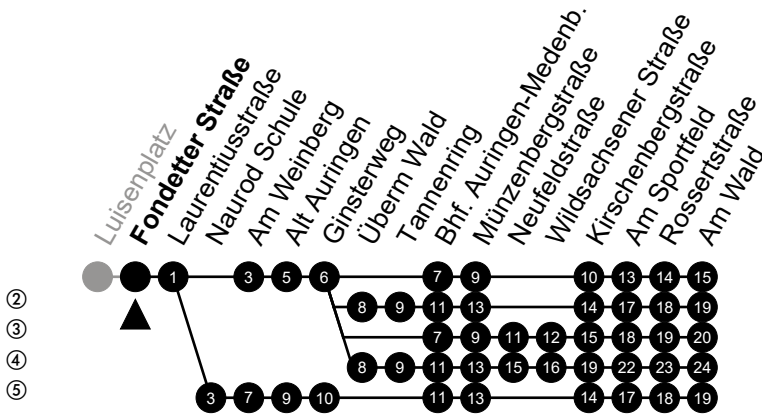 Luisenplatz
Fondetter Straße
Laurentiusstraße
Naurod Schule
Am Weinberg
Alt Auringen
Ginsterweg
Überm Wald
Tannenring
Bhf. Auringen-Medenb.
Münzenbergstraße
Neufeldstraße
Wildsachsener Straße
Kirschenbergstraße
Am Sportfeld
Rossertstraße
Am Wald
1 3 5 6 7 9 10 13 14 15
② 8 9 11 13 14 17 18 19
③ 7 9 11 12 15 18 19 20
④ 8 9 11 13 15 16 19 22 23 24
⑤ 3 7 9 10 11 13 14 17 18 19